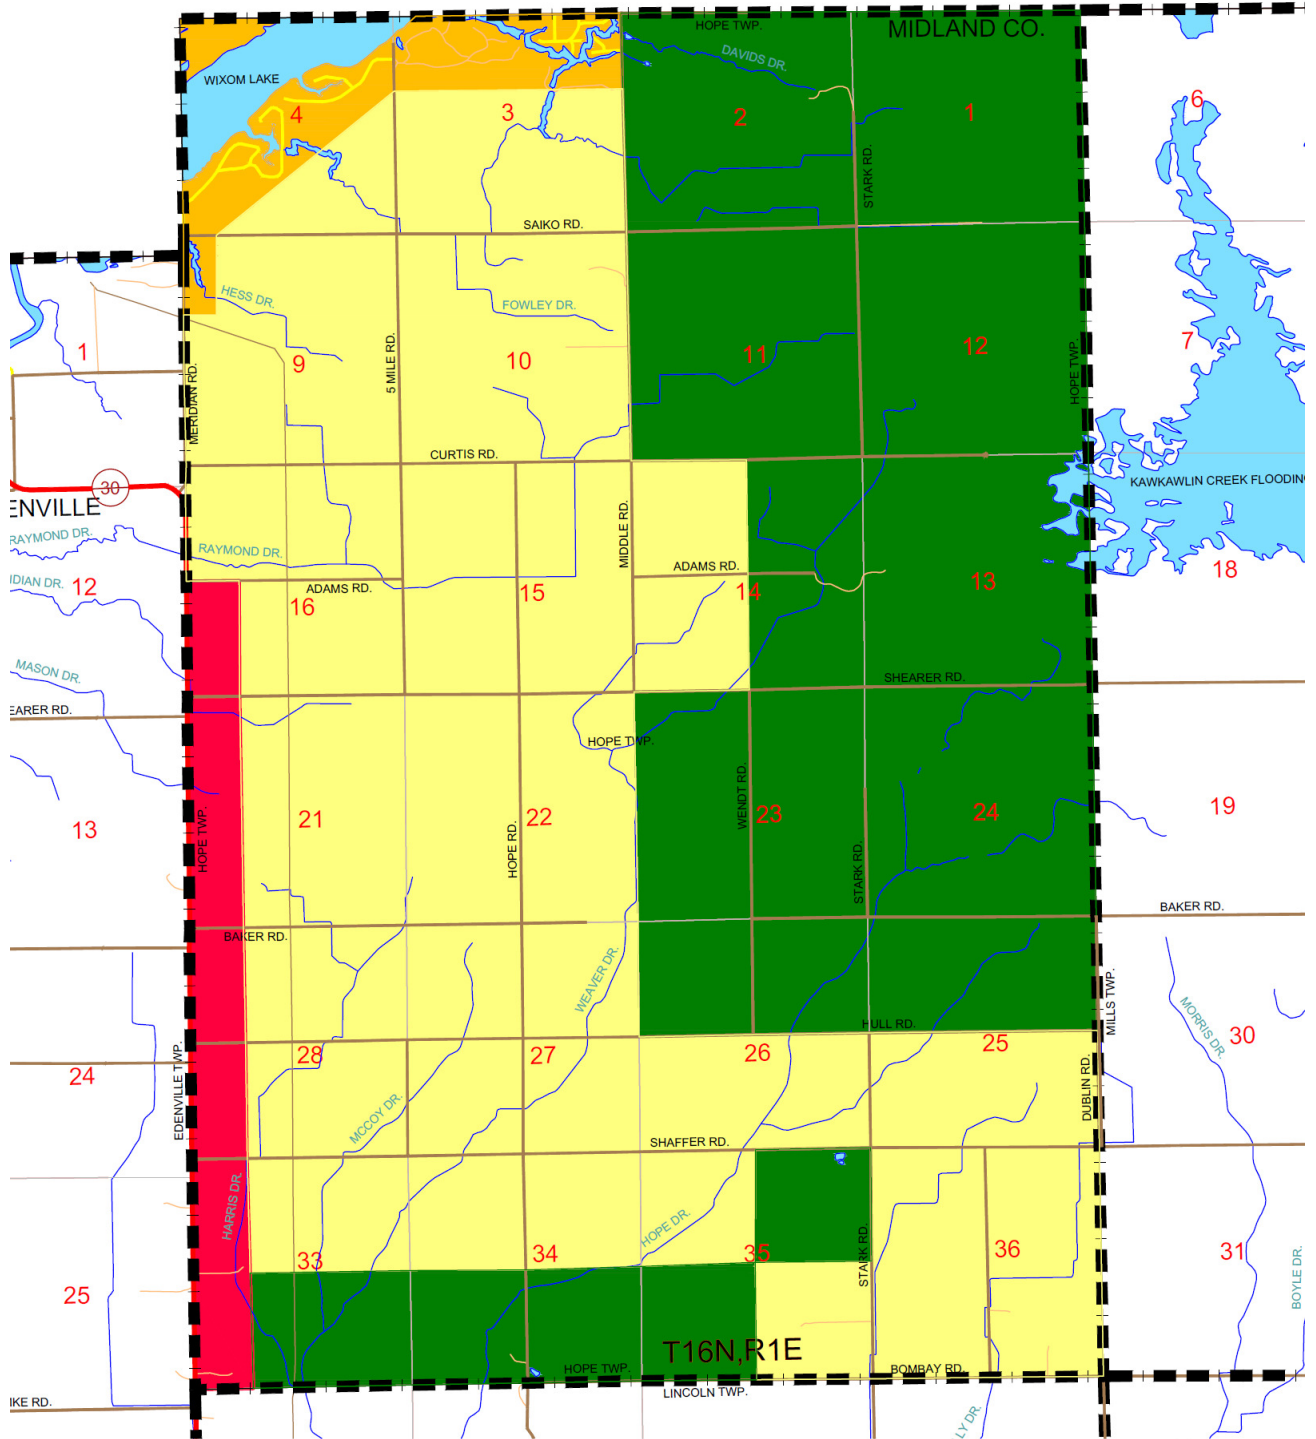 HOPE TWP.
MIDLAND CO.
DAVIDS DR.
WIXOM LAKE
6
4
3
2
1
STARK RD.
SAIKO RD.
HESS DR.
FOWLEY DR.
1
9
5 MILE RD.
10
11
12
7
HOPE TWP.
MERIDIAN RD.
CURTIS RD.
30
KAWKAWLIN CREEK FLOODING
ENVILLE
RAYMOND DR.
RAYMOND DR.
MIDDLE RD.
ADAMS RD.
IDIAN DR.
12
ADAMS RD.
16
15
14
13
18
MASON DR.
SHEARER RD.
EARER RD.
HOPE TWP.
13
HOPE TWP.
21
HOPE RD.
22
WENDT RD.
23
STARK RD.
24
19
BAKER RD.
BAKER RD.
WEAVER DR.
MILLS TWP.
MORRIS DR.
HULL RD.
24
EDENVILLE TWP.
28
27
26
25
DUBLIN RD.
30
MCCOY DR.
SHAFFER RD.
HARRIS DR.
HOPE DR.
25
33
34
35
STARK RD.
36
31
BOYLE DR.
T16N,R1E
HOPE TWP.
BOMBAY RD.
LINCOLN TWP.
IKE RD.
LY DR.